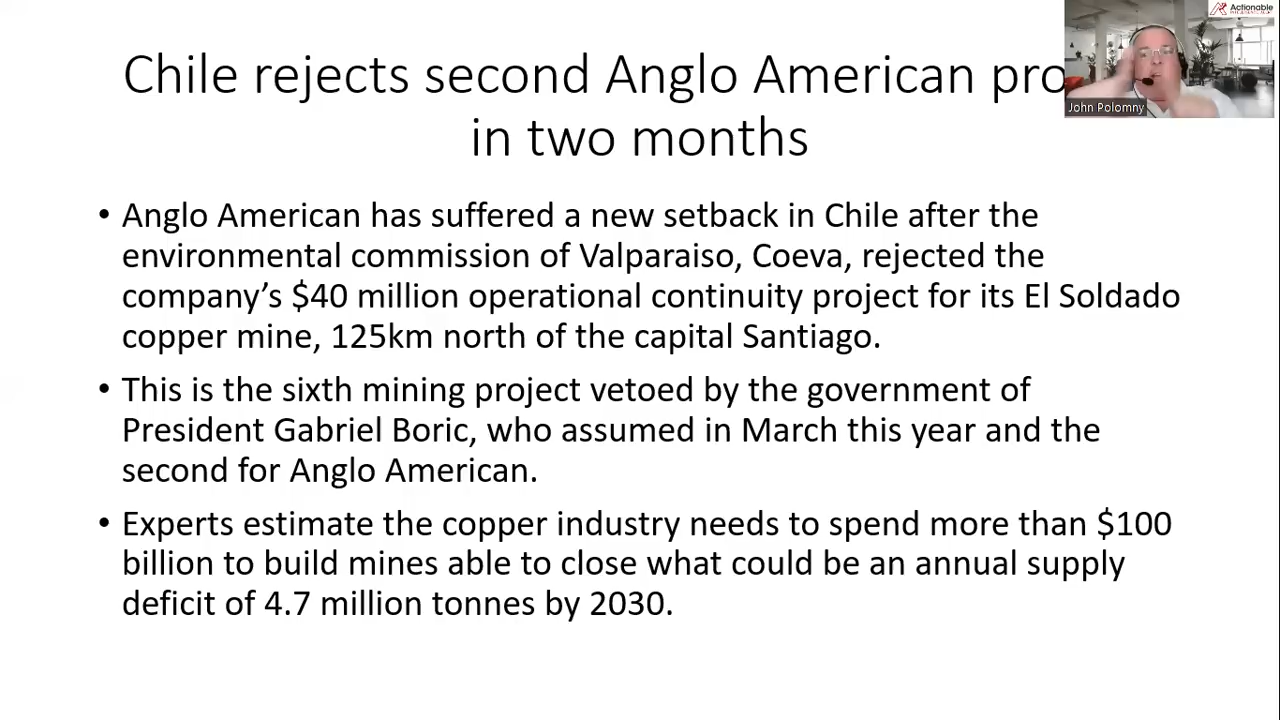 Chile rejects second Anglo American pro
in two months
• Anglo American has suffered a new setback in Chile after the
environmental commission of Valparaiso, Coeva, rejected the
company’s $40 million operational continuity project for its El Soldado
copper mine, 125km north of the capital Santiago.
• This is the sixth mining project vetoed by the government of
President Gabriel Boric, who assumed in March this year and the
second for Anglo American.
• Experts estimate the copper industry needs to spend more than $100
billion to build mines able to close what could be an annual supply
deficit of 4.7 million tonnes by 2030.
Actionable
John Polomny